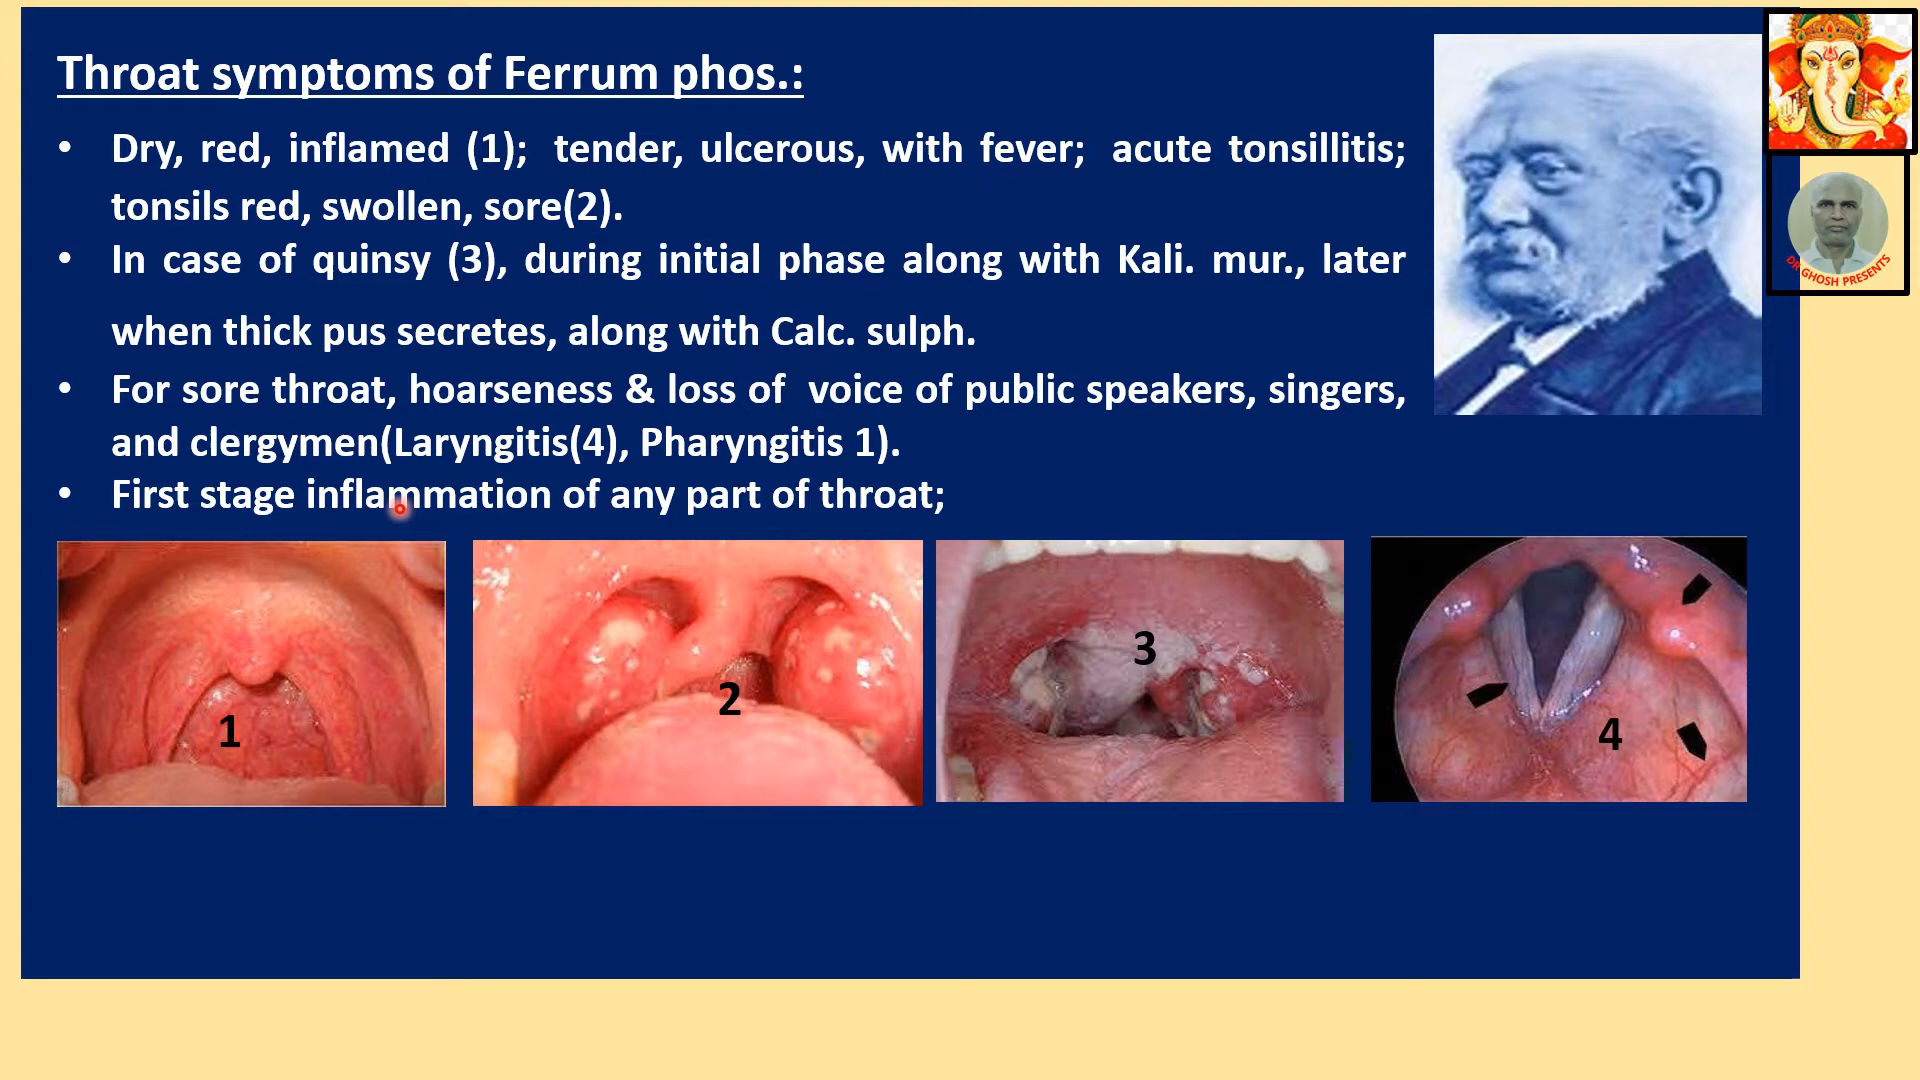 Throat symptoms of Ferrum phos.:
• Dry, red, inflamed (1); tender, ulcerous, with fever; acute tonsillitis;
tonsils red, swollen, sore(2).
• In case of quinsy (3), during initial phase along with Kali. mur., later
when thick pus secretes, along with Calc. sulph.
• For sore throat, hoarseness & loss of voice of public speakers, singers,
and clergymen(Laryngitis(4), Pharyngitis 1).
• First stage inflammation of any part of throat;
1
2
3
4
DR GHOSH PRESENTS